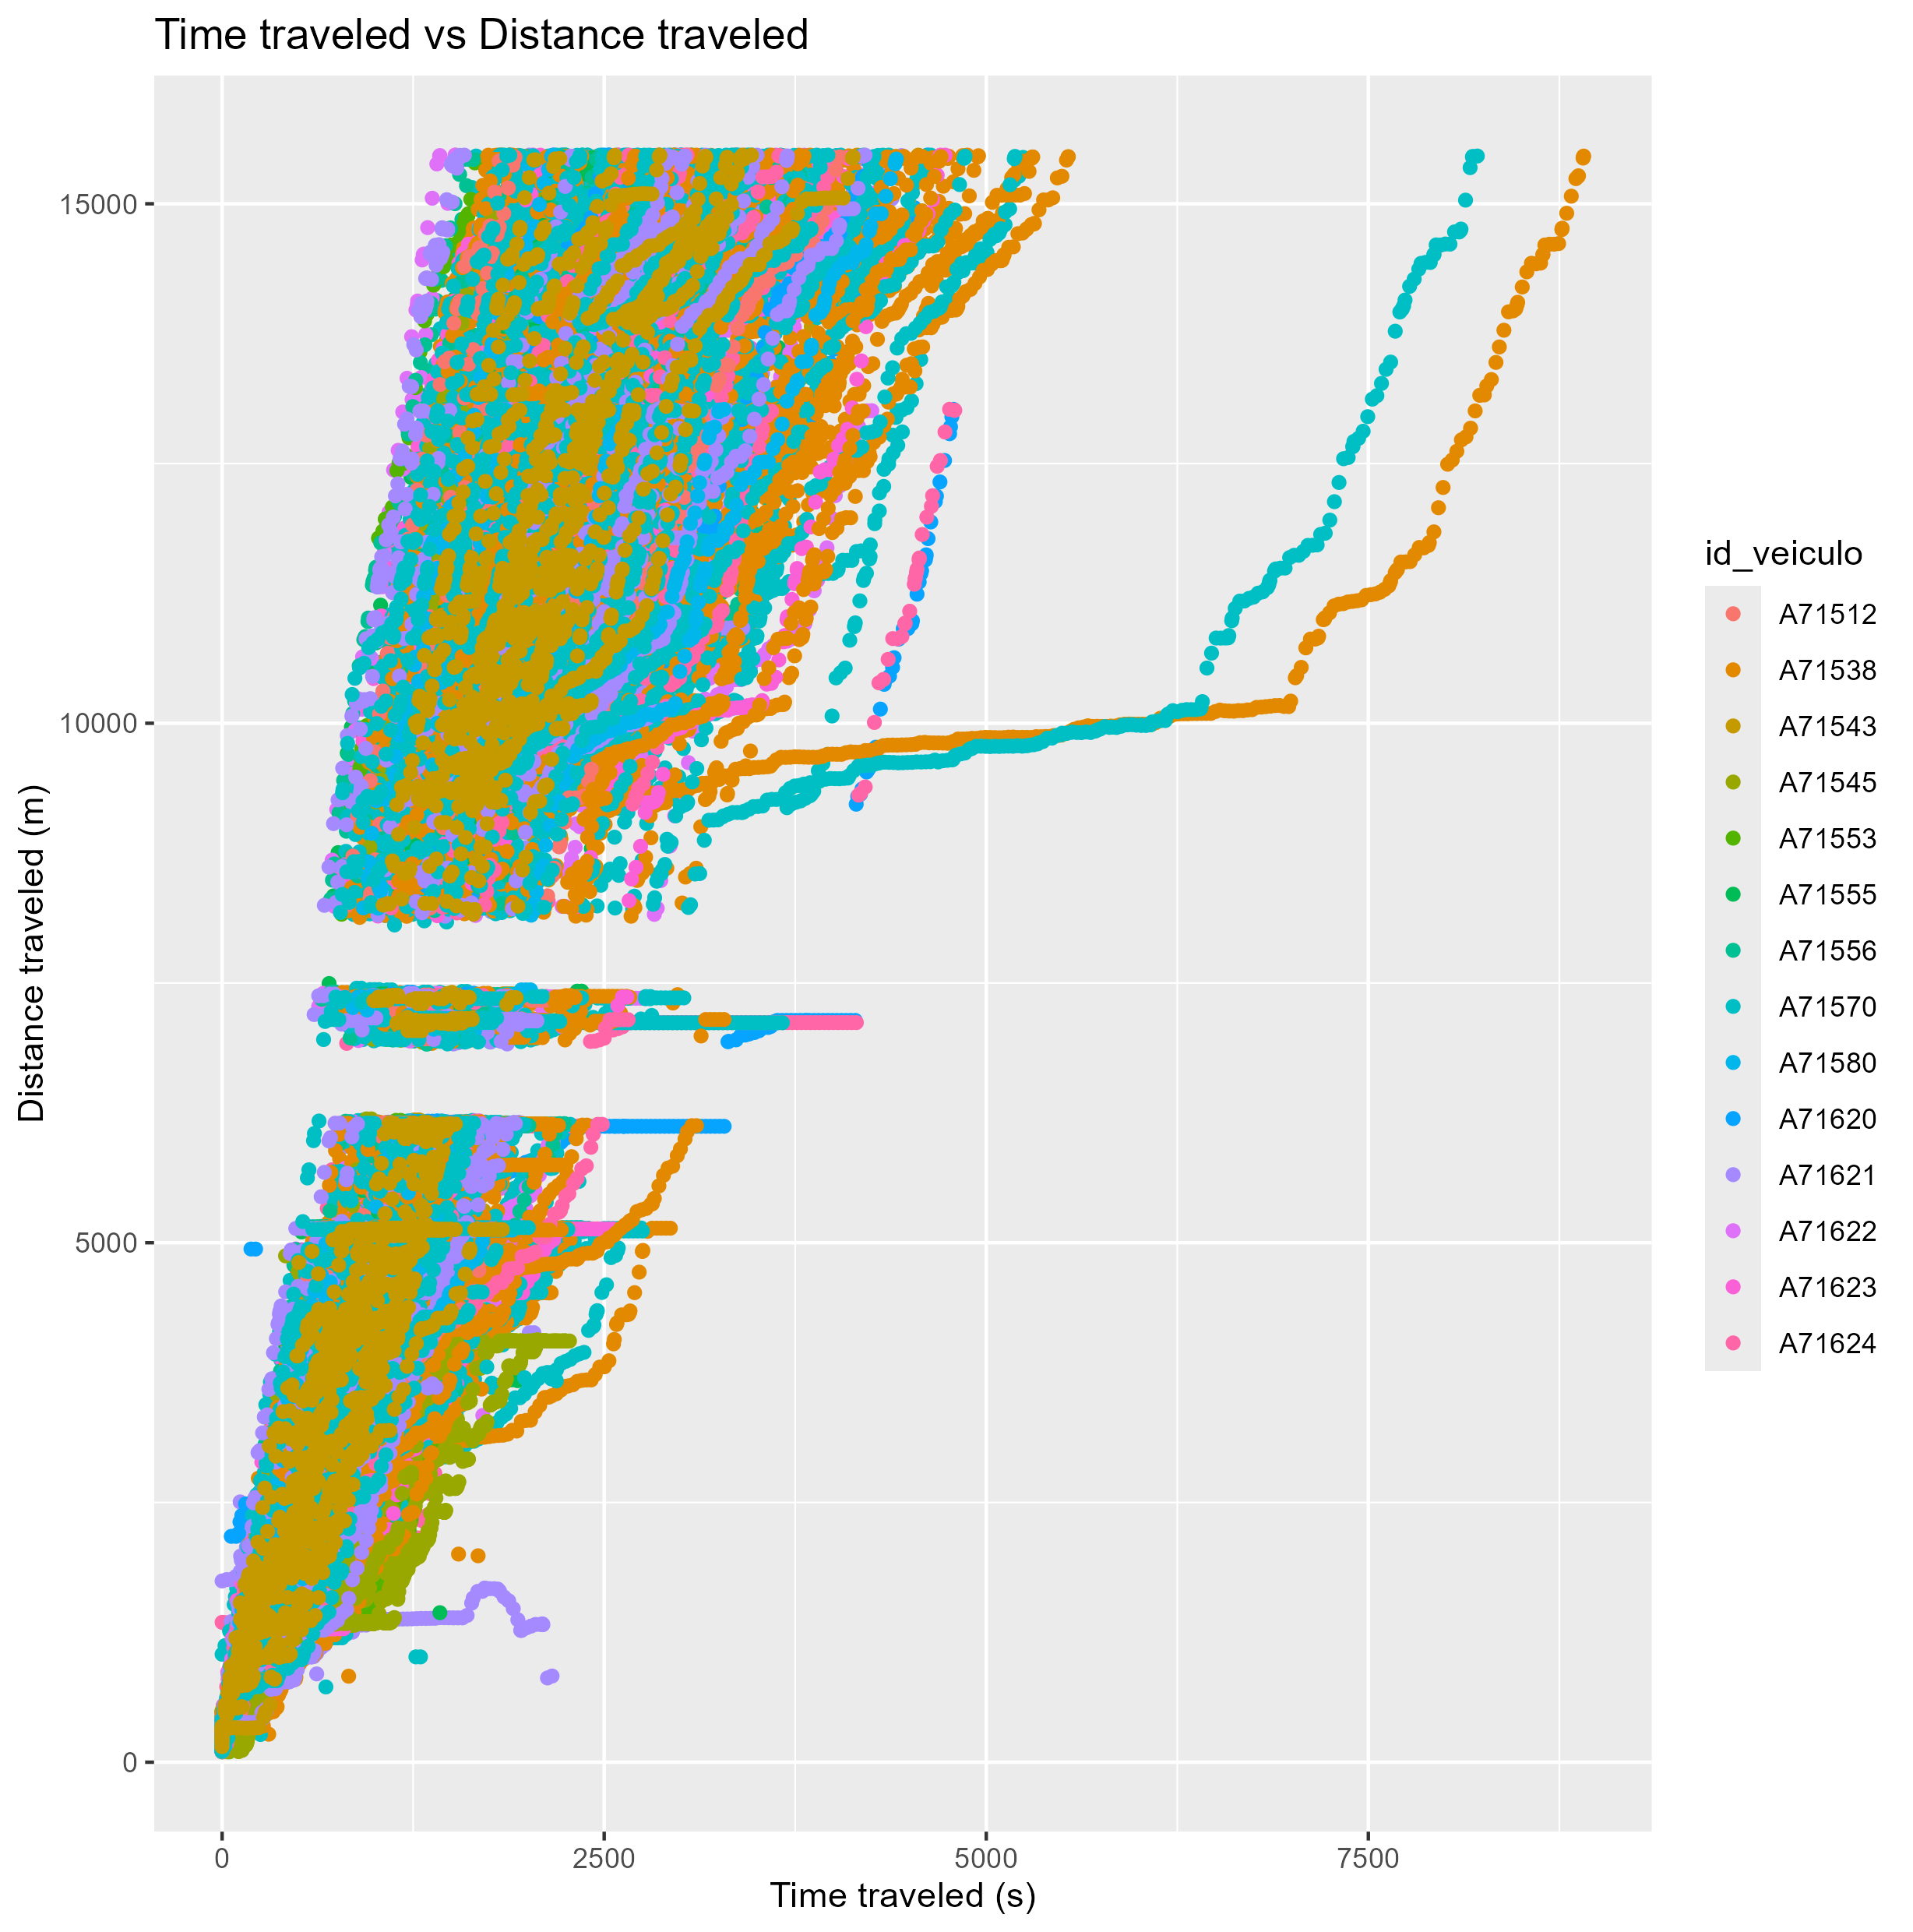 Time traveled vs Distance traveled
15000
10000
5000
0
Distance traveled (m)
0 2500 5000 7500
Time traveled (s)
id_veiculo
A71512
A71538
A71543
A71545
A71553
A71555
A71556
A71570
A71580
A71620
A71621
A71622
A71623
A71624